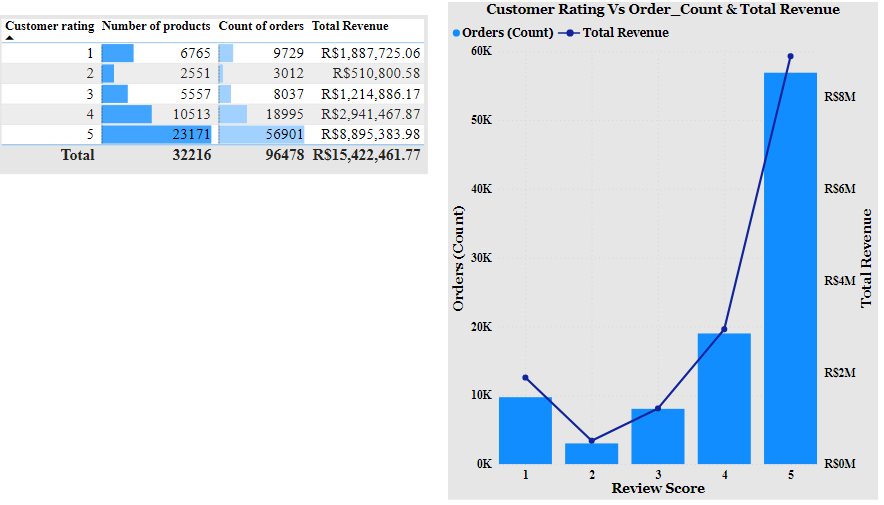 Customer rating Number of products Count of orders Total Revenue
1 6765 9729 R$1,887,725.06
2 2551 3012 R$510,800.58
3 5557 8037 R$1,214,886.17
4 10513 18995 R$2,941,467.87
5 23171 56901 R$8,895,383.98
Total 32216 96478 R$15,422,461.77
Customer Rating Vs Order_Count & Total Revenue
Orders (Count) Total Revenue
60K
50K
40K
30K
20K
10K
0K
Orders (Count)
R$8M
R$6M
R$4M
R$2M
R$0M
Total Revenue
1 2 3 4 5
Review Score